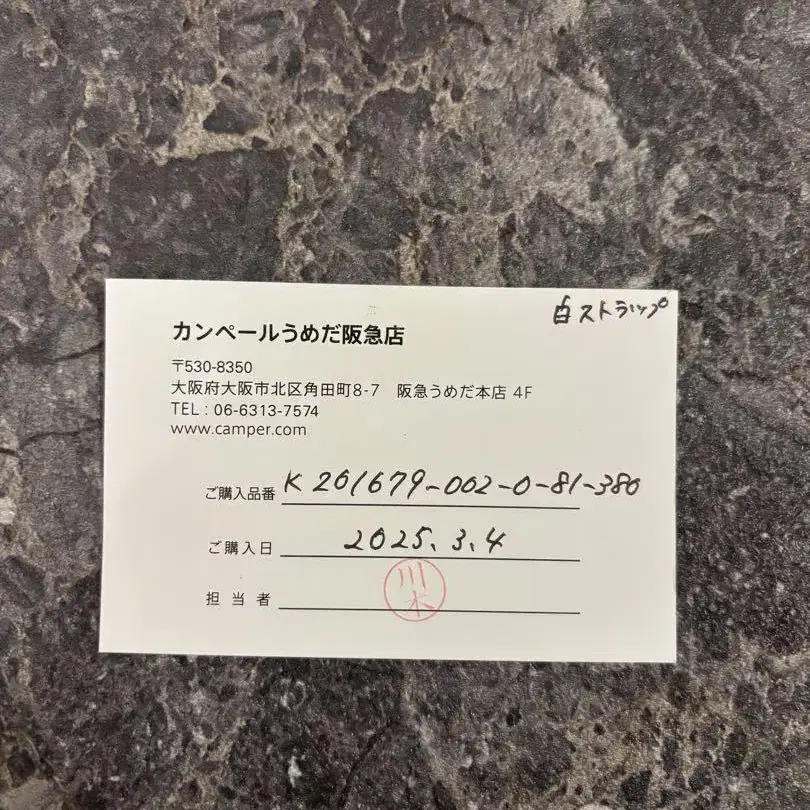 白ストラップ
カンペールうめだ阪急店
〒530-8350
大阪府大阪市北区角田町8-7 阪急うめだ本店 4F
TEL : 06-6313-7574
www.camper.com
ご購入品番 K201679-002-0-81-380
ご購入日 2025.3.4
担当者 川木